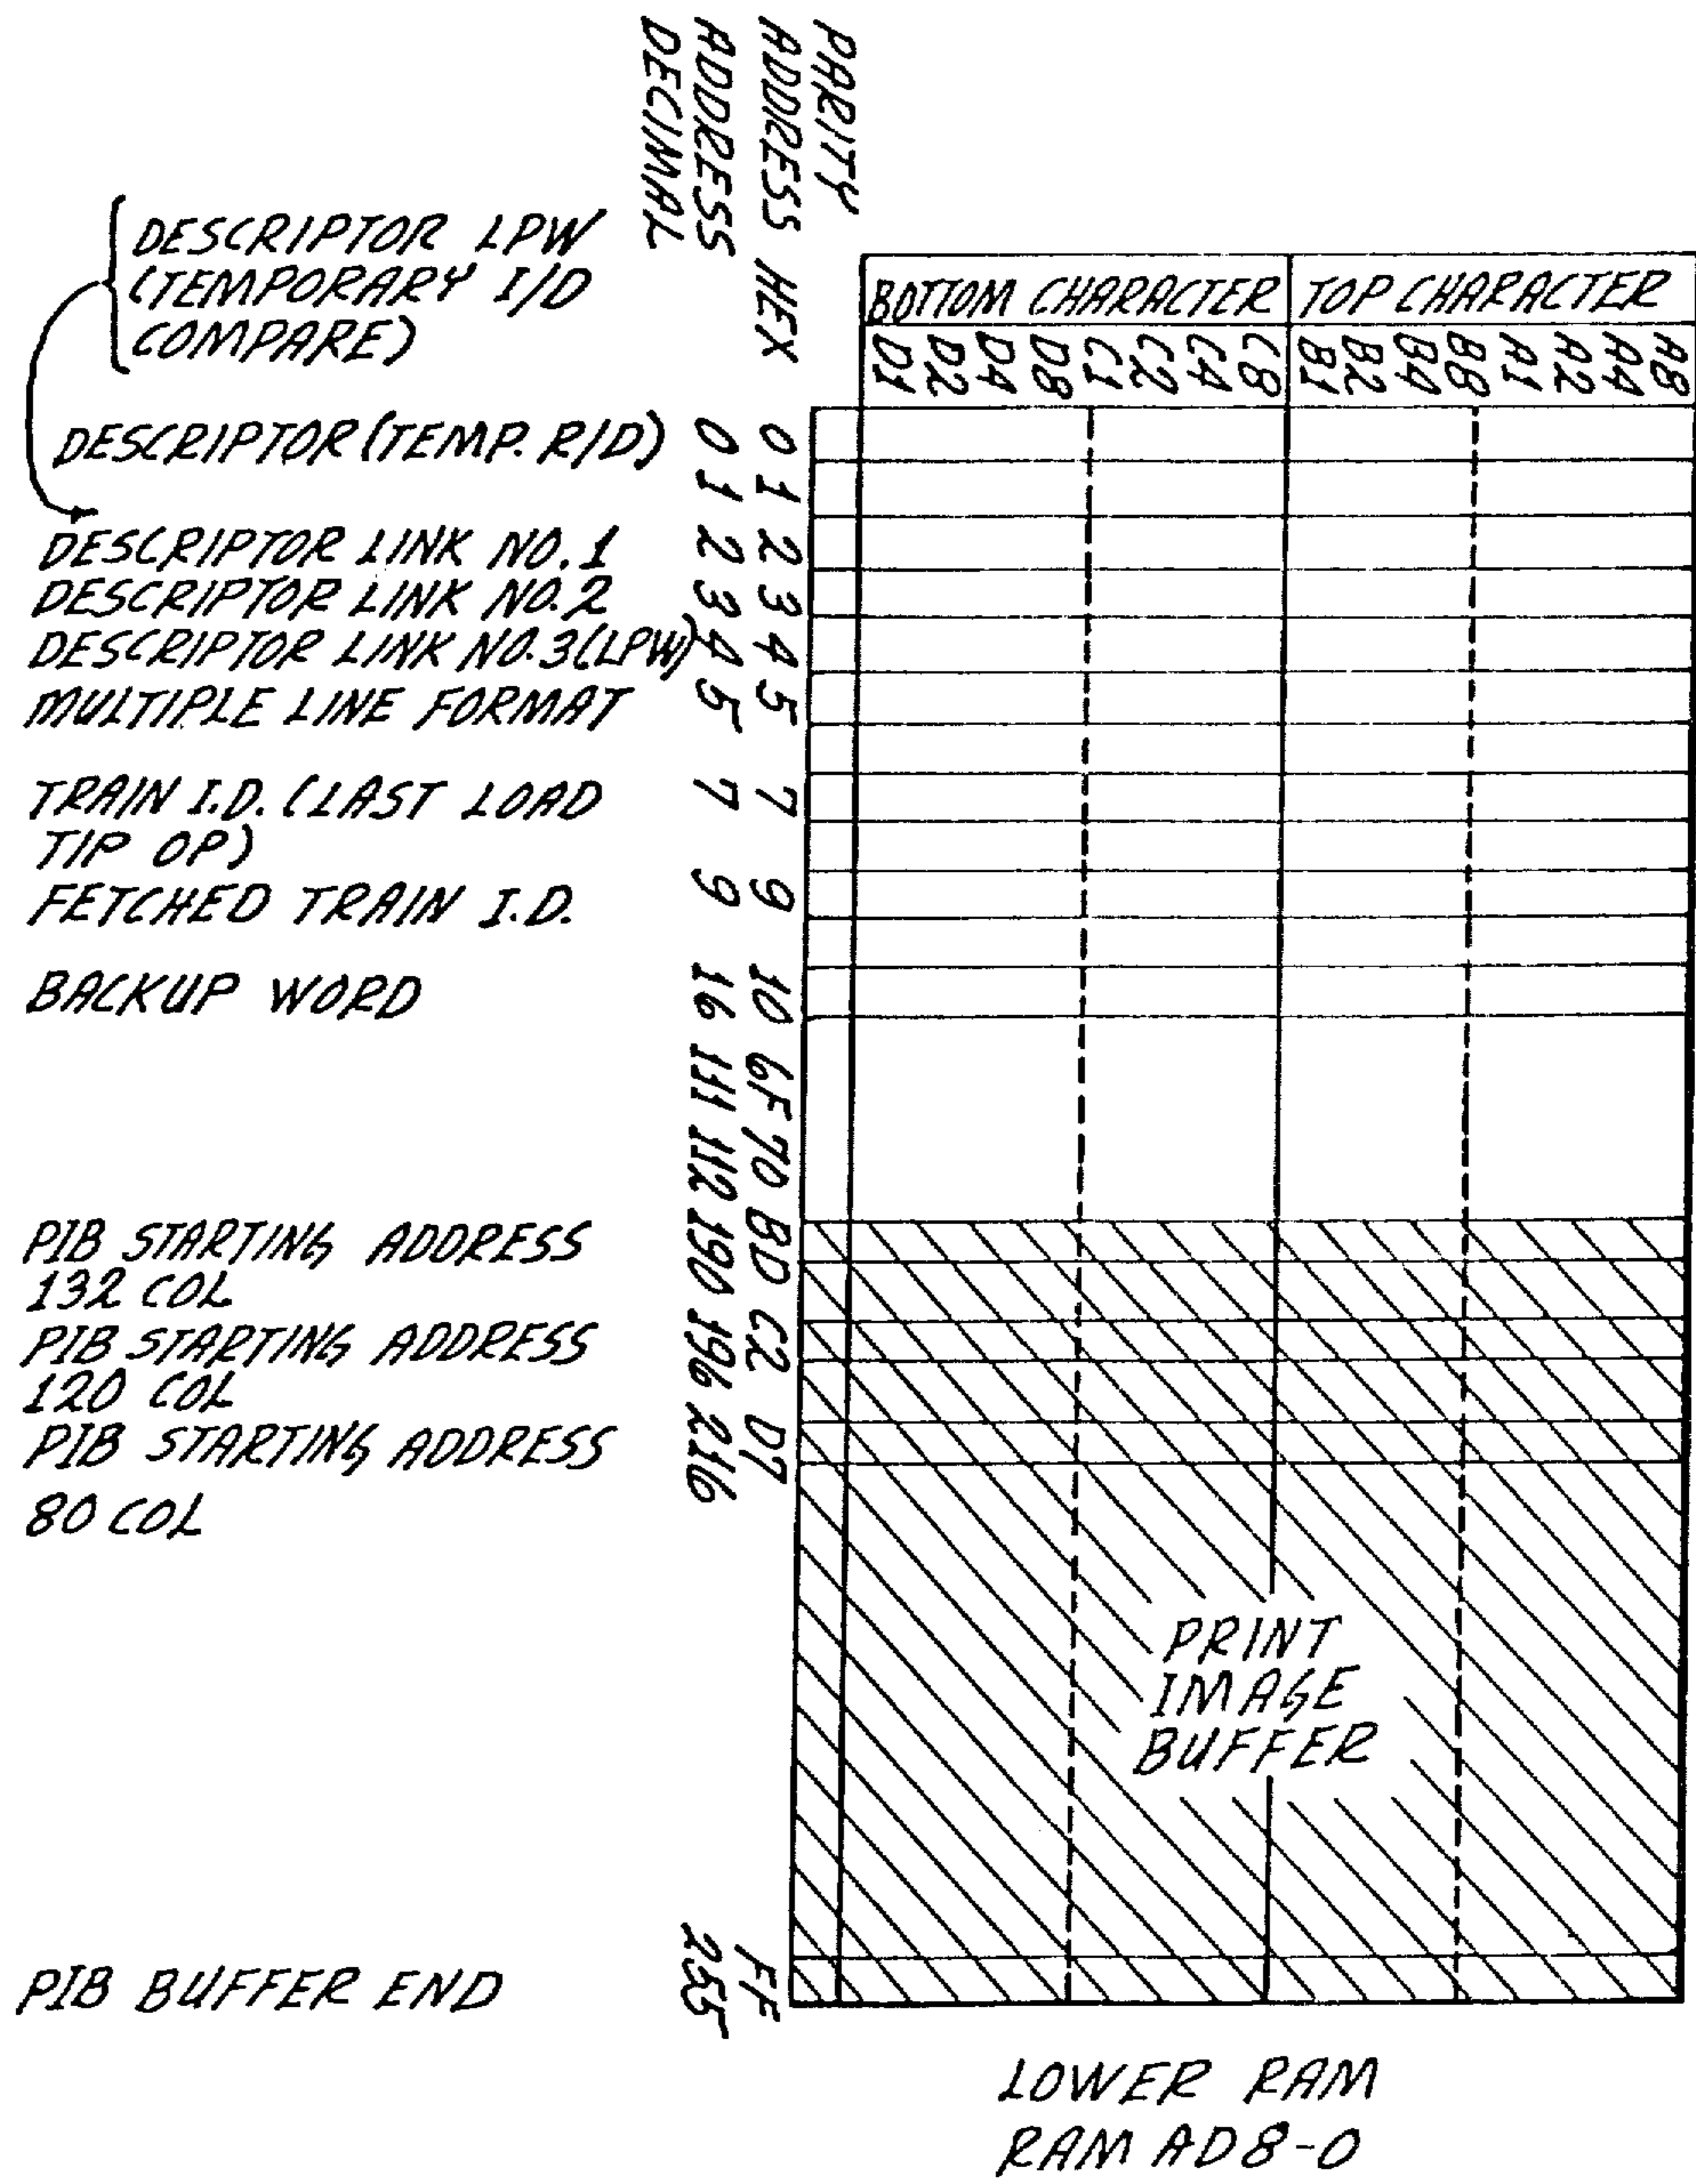 PARITY
ADDRESS HEX
ADDRESS
DECIMAL
DESCRIPTOR LPW
(TEMPORARY I/D
COMPARE)
BOTTOM CHARACTER
TOP CHARACTER
D1 D2 D4 D8 C1 C2 C4 C8 B1 B2 B4 B8 A1 A2 A4 A8
DESCRIPTOR (TEMP. R/D) 0 0
1 1
DESCRIPTOR LINK NO.1 2 2
DESCRIPTOR LINK NO.2 3 3
DESCRIPTOR LINK NO.3 (LPW) 4 4
MULTIPLE LINE FORMAT 5 5
TRAIN I.D. (LAST LOAD 7 7
TIP OP)
FETCHED TRAIN I.D. 9 9
BACKUP WORD 16 10
111 6F
112 70
PIB STARTING ADDRESS 190 BD
132 COL
PIB STARTING ADDRESS 196 C2
120 COL
PIB STARTING ADDRESS 216 D7
80 COL
PRINT
IMAGE
BUFFER
PIB BUFFER END 255 FF
LOWER RAM
RAM AD8-0